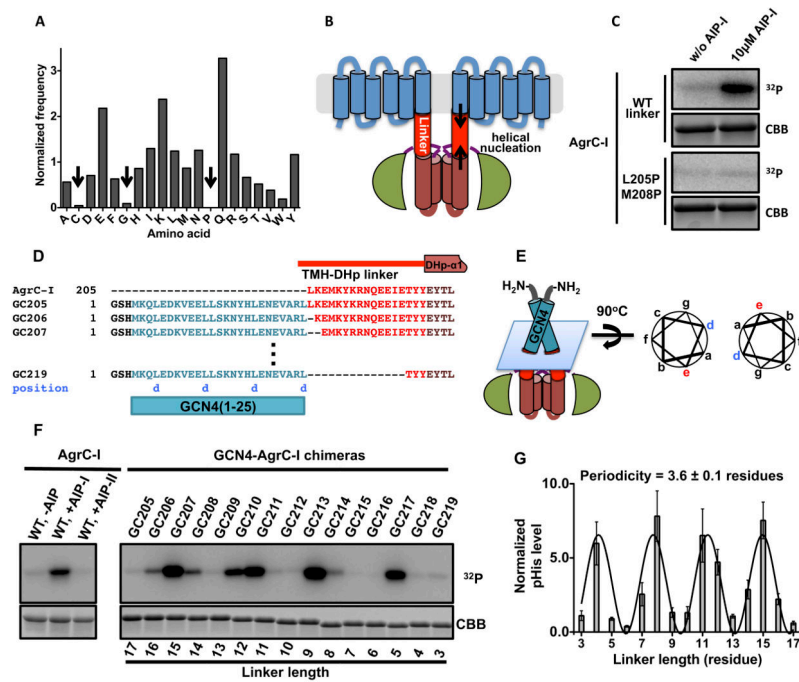 A
Normalized frequency
3
2
1
0
A C D E F G H I K L M N P Q R S T V W Y
Amino acid
B
Linker
helical
nucleation
C
w/o AIP-I
10μM AIP-I
AgrC-I
WT
linker
32P
CBB
L205P
M208P
32P
CBB
D
TMH-DHp linker
DHp-α1
AgrC-I 205 ------------------------------LKEMKYKRNQEEIETYYEYTL
GC205 1 GSHMKQLEDKVEELLSKNYHLENEVARLLKEMKYKRNQEEIETYYEYTL
GC206 1 GSHMKQLEDKVEELLSKNYHLENEVARL--KEMKYKRNQEEIETYYEYTL
GC207 1 GSHMKQLEDKVEELLSKNYHLENEVARL--EMKYKRNQEEIETYYEYTL
GC219 1 GSHMKQLEDKVEELLSKNYHLENEVARL--------------TYYEYTL
position d d d d
GCN4(1-25)
E
H2N
-NH2
GCN4
90°C
g c d f a b e
e a b d f g c
F
AgrC-I
GCN4-AgrC-I chimeras
WT, -AIP
WT, +AIP-I
WT, +AIP-II
GC205 GC206 GC207 GC208 GC209 GC210 GC211 GC212 GC213 GC214 GC215 GC216 GC217 GC218 GC219
32P
CBB
17 16 15 14 13 12 11 10 9 8 7 6 5 4 3
Linker length
G
Periodicity = 3.6 ± 0.1 residues
Normalized
pHis level
10.0
5.0
0.0
3 5 7 9 11 13 15 17
Linker length (residue)